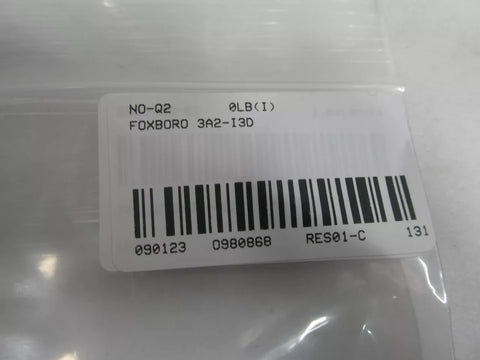 NO-Q2 0LB(I)
FOXBORO 3A2-I3D
090123 0980868 RES01-C 131